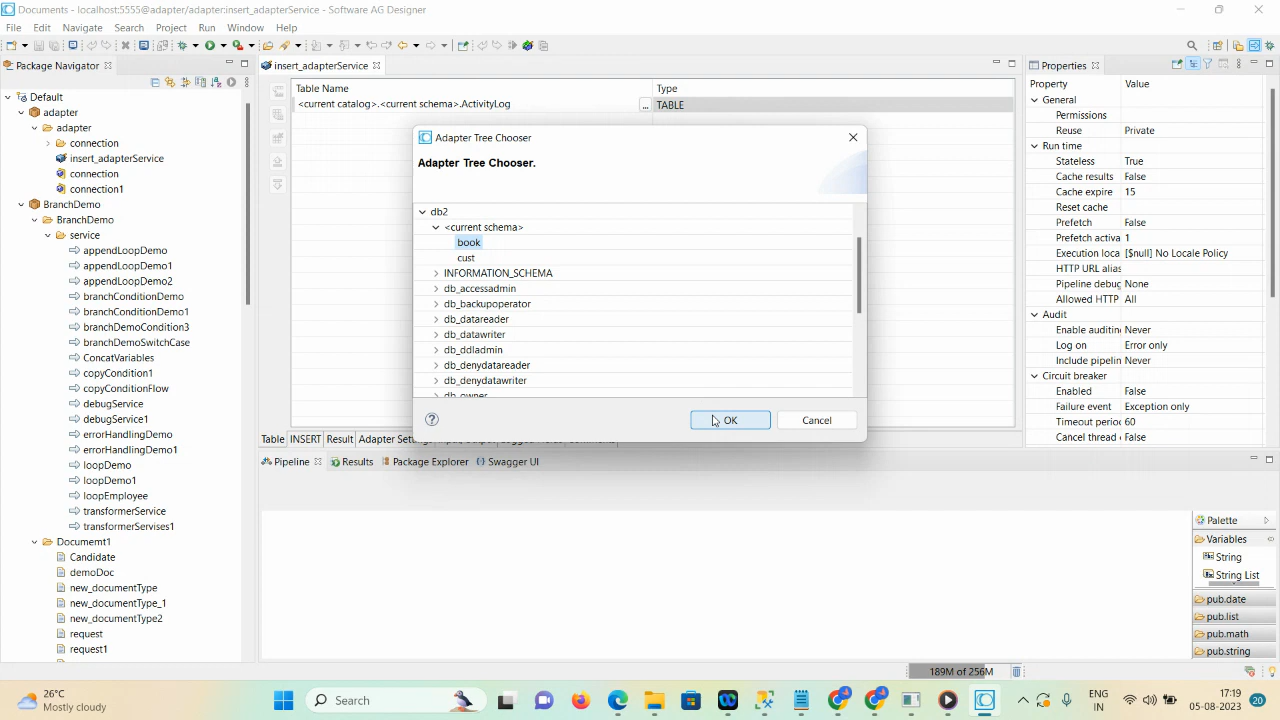 Documents - localhost:5555@adapter/adapter:insert_adapterService - Software AG Designer
File Edit Navigate Search Project Run Window Help
Package Navigator
Default
adapter
adapter
connection
insert_adapterService
connection
connection1
BranchDemo
BranchDemo
service
appendLoopDemo
appendLoopDemo1
appendLoopDemo2
branchConditionDemo
branchConditionDemo1
branchDemoCondition3
branchDemoSwitchCase
ConcatVariables
copyCondition1
copyConditionFlow
debugService
debugService1
errorHandlingDemo
errorHandlingDemo1
loopDemo
loopDemo1
loopEmployee
transformerService
transformerServises1
Documemt1
Candidate
demoDoc
new_documentType
new_documentType_1
new_documentType2
request
request1
insert_adapterService
Table Name Type
<current catalog>.<current schema>.ActivityLog ... TABLE
Adapter Tree Chooser
Adapter Tree Chooser.
db2
<current schema>
book
cust
INFORMATION_SCHEMA
db_accessadmin
db_backupoperator
db_datareader
db_datawriter
db_ddladmin
db_denydatareader
db_denydatawriter
db_owner
? OK Cancel
Table INSERT Result Adapter Set
Pipeline Results Package Explorer Swagger UI
Properties
Property Value
General
Permissions
Reuse Private
Run time
Stateless True
Cache results False
Cache expire 15
Reset cache
Prefetch False
Prefetch activa 1
Execution loca [$null] No Locale Policy
HTTP URL alias
Pipeline debug None
Allowed HTTP All
Audit
Enable auditing Never
Log on Error only
Include pipelin Never
Circuit breaker
Enabled False
Failure event Exception only
Timeout period 60
Cancel thread False
Palette
Variables
String
String List
pub.date
pub.list
pub.math
pub.string
189M of 256M
26°C
Mostly cloudy
Search
ENG
IN
17:19
05-08-2023
20